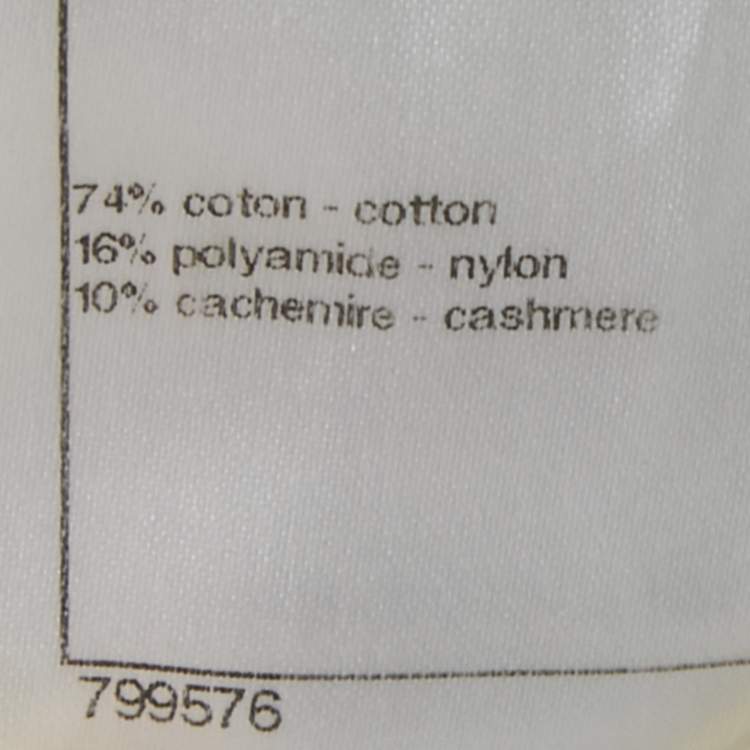 74% coton - cotton
16% polyamide - nylon
10% cachemire - cashmere
799576